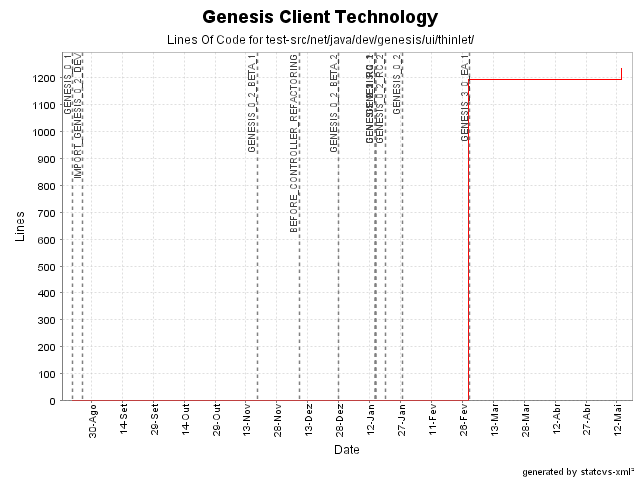 Genesis Client Technology
Lines Of Code for test-src/net/java/dev/genesis/ui/thinlet/
Lines
1200
1100
1000
900
800
700
600
500
400
300
200
100
0
GENESIS_0_1
IMPORT_GENESIS_0_2_DEV
GENESIS_0_2_BETA_1
BEFORE_CONTROLLER_REFACTORING
GENESIS_0_2_BETA_2
GENESIS_0_2_RC_2
GENESIS_0_2
GENESIS_3_0_EA_1
30-Ago
14-Set
29-Set
14-Out
29-Out
13-Nov
28-Nov
13-Dez
28-Dez
12-Jan
27-Jan
11-Fev
26-Fev
13-Mar
28-Mar
12-Abr
27-Abr
12-Mai
Date
generated by statcvs-xml²